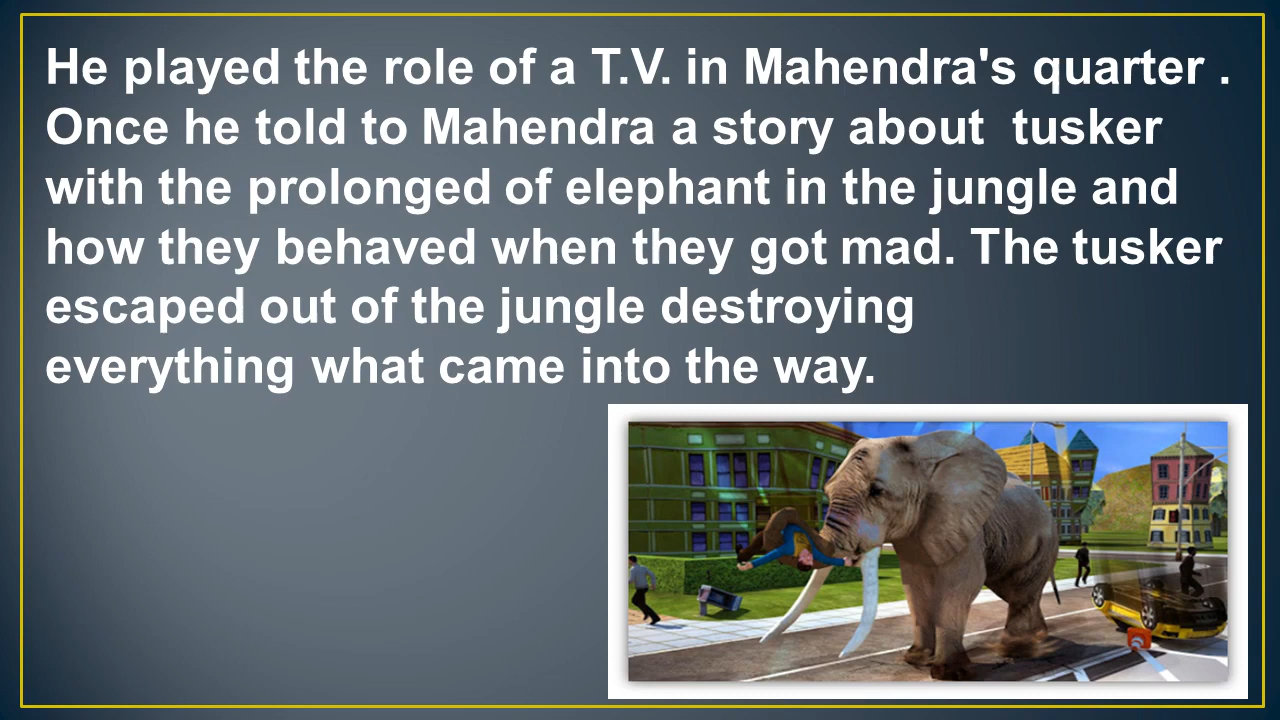 He played the role of a T.V. in Mahendra's quarter .
Once he told to Mahendra a story about  tusker
with the prolonged of elephant in the jungle and
how they behaved when they got mad. The tusker
escaped out of the jungle destroying
everything what came into the way.